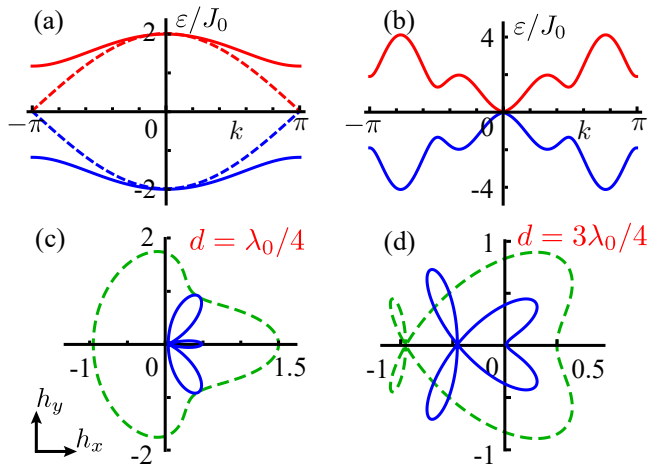 (a) ε/J₀ (b) ε/J₀
2 4
−π 0 k π −π 0 k π
-2 -4
(c) 2 d = λ₀/4 (d) 1 d = 3λ₀/4
-1 0 1.5 -1 0 0.5
h_y
h_x
-2 -1